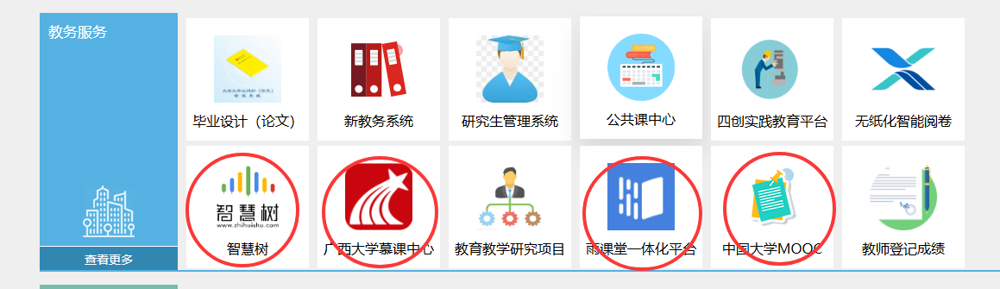 教务服务
毕业设计（论文）
新教务系统
研究生管理系统
公共课中心
四创实践教育平台
无纸化智能阅卷
智慧树
www.zhihuishu.com
智慧树
广西大学慕课中心
教育教学研究项目
雨课堂一体化平台
中国大学MOOC
教师登记成绩
查看更多